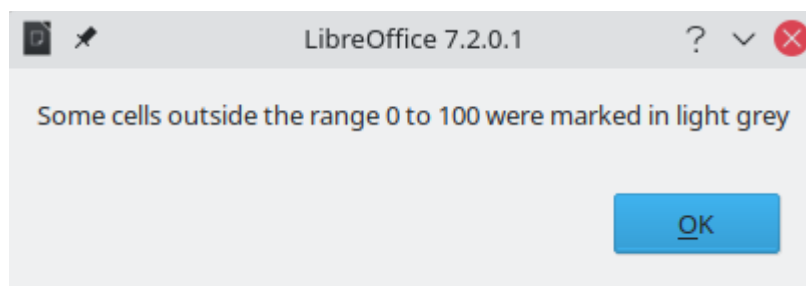 LibreOffice 7.2.0.1
Some cells outside the range 0 to 100 were marked in light grey
OK